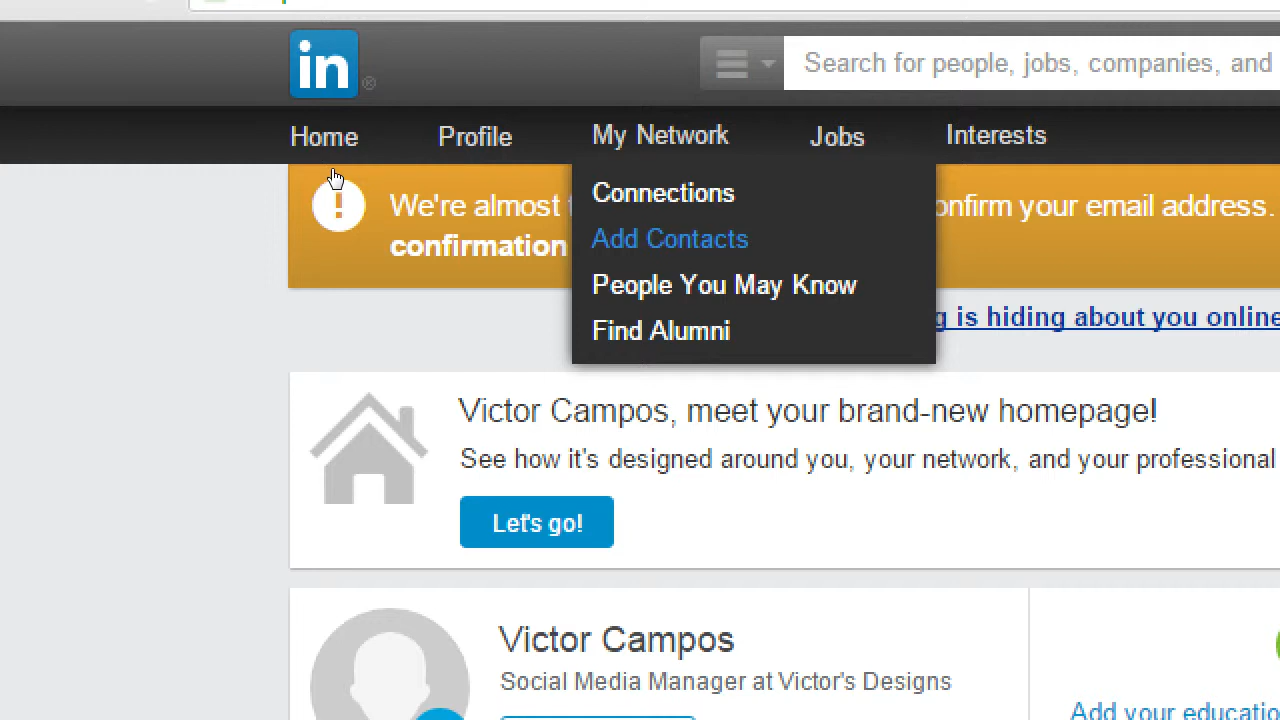 in
®
Search for people, jobs, companies, and
Home Profile My Network Jobs Interests
We're almost onfirm your email address.
confirmation
Connections
Add Contacts
People You May Know
Find Alumni
g is hiding about you online
Victor Campos, meet your brand-new homepage!
See how it's designed around you, your network, and your professional
Let's go!
Victor Campos
Social Media Manager at Victor's Designs
Add your educatio